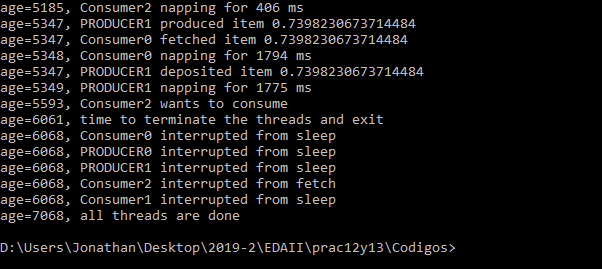 age=5185, Consumer2 napping for 406 ms
age=5347, PRODUCER1 produced item 0.7398230673714484
age=5347, Consumer0 fetched item 0.7398230673714484
age=5348, Consumer0 napping for 1794 ms
age=5347, PRODUCER1 deposited item 0.7398230673714484
age=5349, PRODUCER1 napping for 1775 ms
age=5593, Consumer2 wants to consume
age=6061, time to terminate the threads and exit
age=6068, Consumer0 interrupted from sleep
age=6068, PRODUCER0 interrupted from sleep
age=6068, PRODUCER1 interrupted from sleep
age=6068, Consumer2 interrupted from fetch
age=6068, Consumer1 interrupted from sleep
age=7068, all threads are done
D:\Users\Jonathan\Desktop\2019-2\EDAII\prac12y13\Codigos>